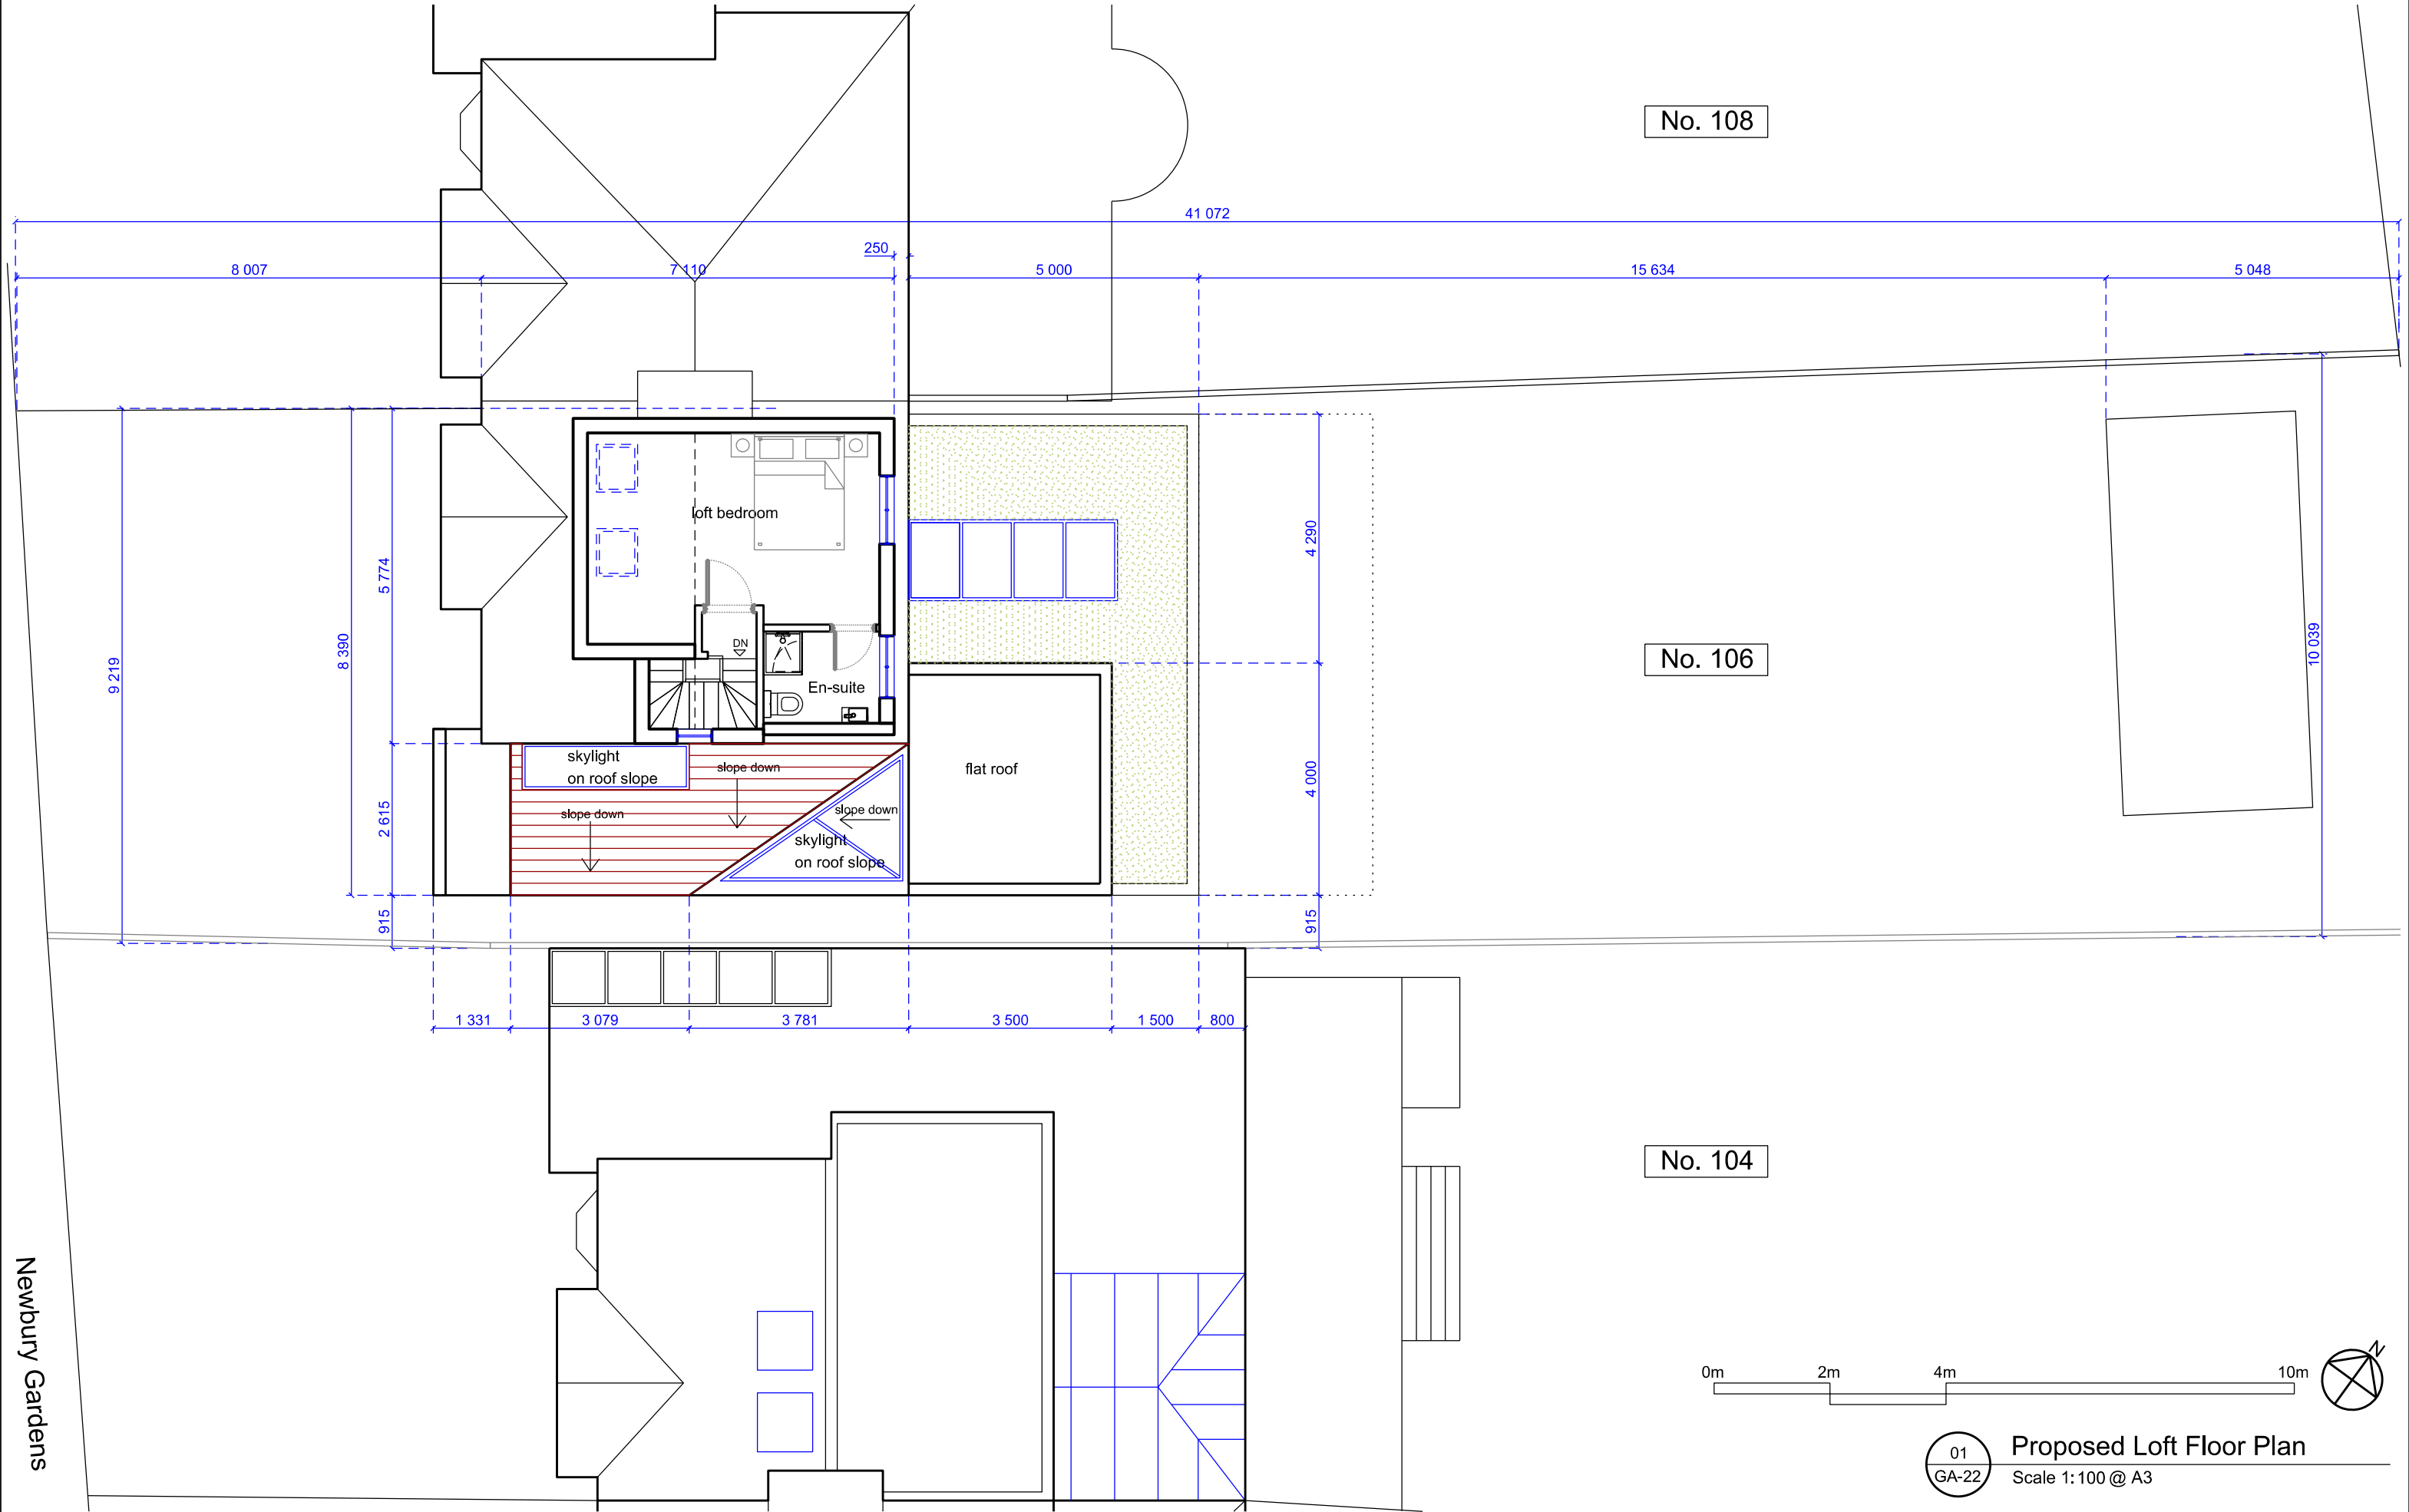 No. 108
41 072
250
8 007
7 110
5 000
15 634
5 048
loft bedroom
4 290
5 774
8 390
9 219
10 039
DN
No. 106
En-suite
skylight
on roof slope
slope down
flat roof
4 000
slope down
slope down
2 615
skylight
on roof slope
915
915
1 331
3 079
3 781
3 500
1 500
800
No. 104
Newbury Gardens
0m
2m
4m
10m
N
01
GA-22
Proposed Loft Floor Plan
Scale 1:100 @ A3